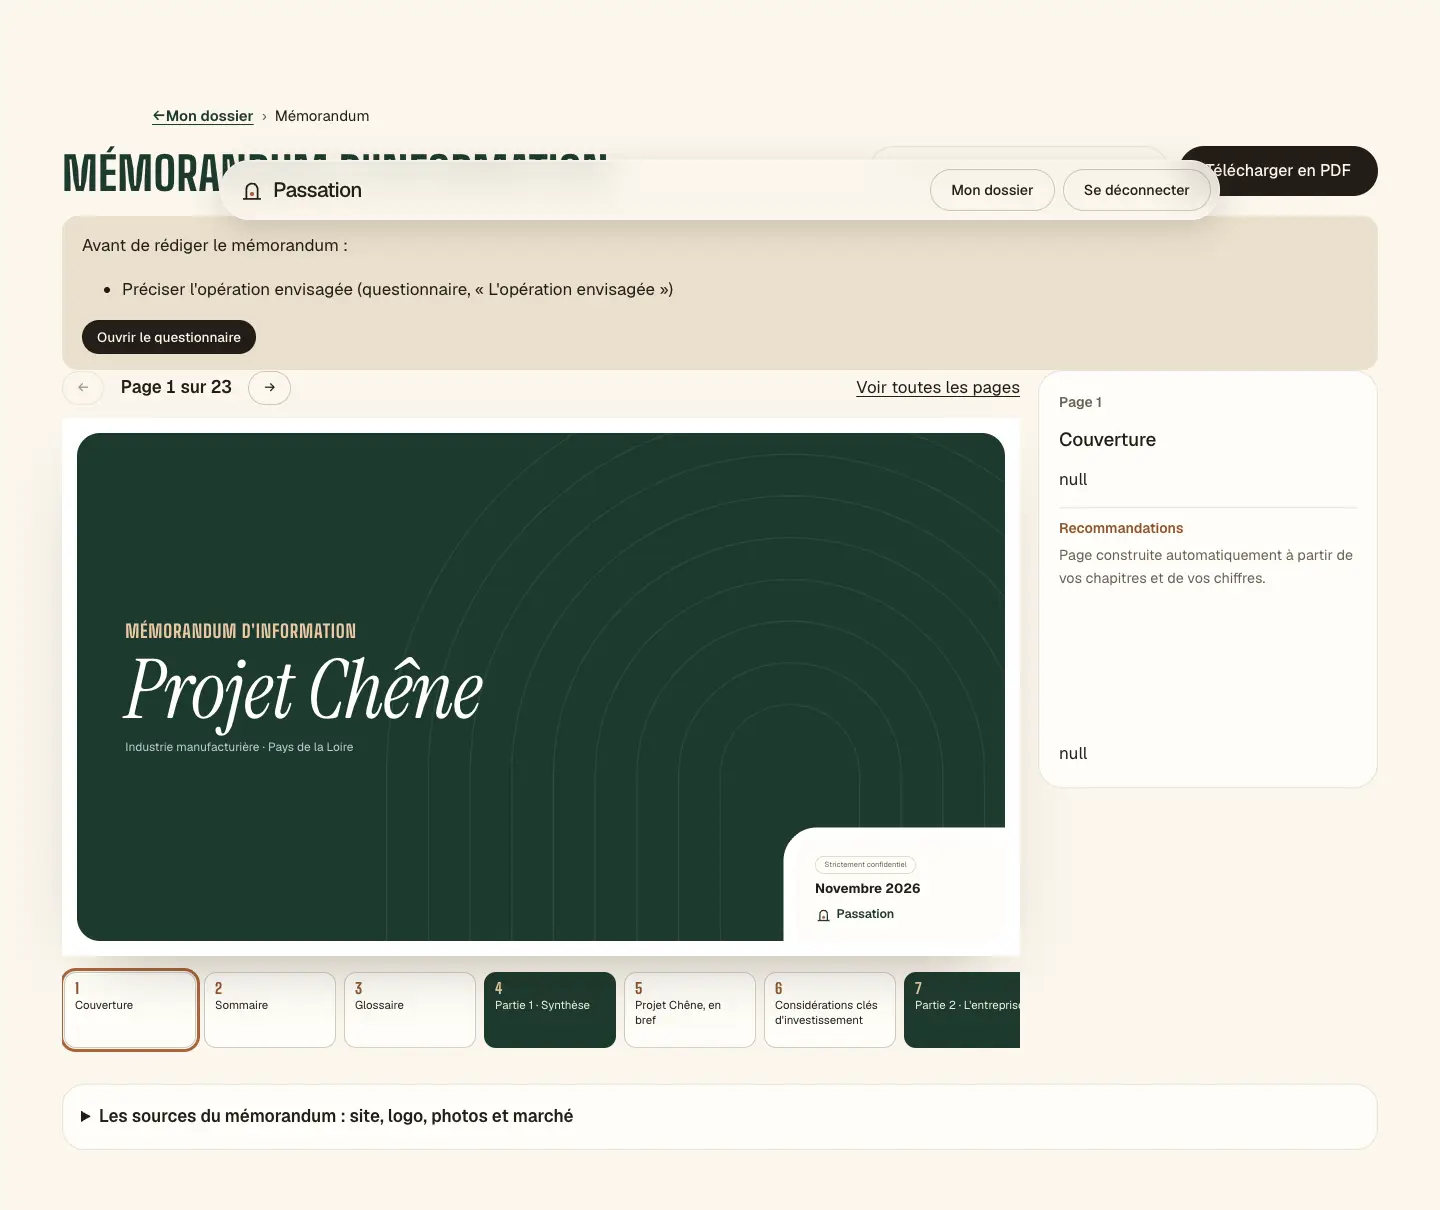 ←Mon dossier › Mémorandum
MÉMORANDUM D'INFORMATION
Télécharger en PDF
Passation
Mon dossier
Se déconnecter
Avant de rédiger le mémorandum :
• Préciser l'opération envisagée (questionnaire, « L'opération envisagée »)
Ouvrir le questionnaire
← Page 1 sur 23 →
Voir toutes les pages
MÉMORANDUM D'INFORMATION
Projet Chêne
Industrie manufacturière · Pays de la Loire
Strictement confidentiel
Novembre 2026
Passation
Page 1
Couverture
null
Recommandations
Page construite automatiquement à partir de
vos chapitres et de vos chiffres.
null
1
Couverture
2
Sommaire
3
Glossaire
4
Partie 1 · Synthèse
5
Projet Chêne, en
bref
6
Considérations clés
d'investissement
7
Partie 2 · L'entreprise
▶ Les sources du mémorandum : site, logo, photos et marché